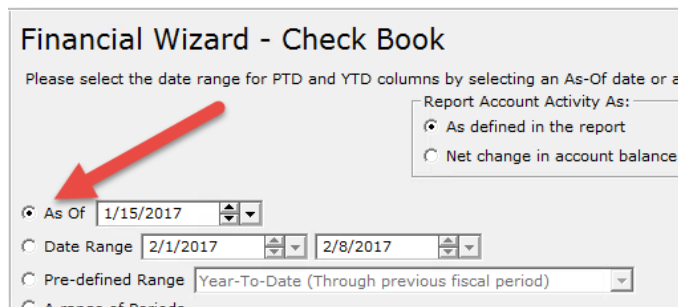 Financial Wizard - Check Book
Please select the date range for PTD and YTD columns by selecting an As-Of date or a
Report Account Activity As:
As defined in the report
Net change in account balance
As Of 1/15/2017
Date Range 2/1/2017 2/8/2017
Pre-defined Range Year-To-Date (Through previous fiscal period)
A range of Periods